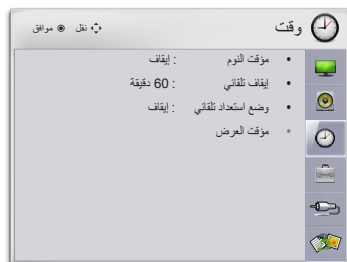 وقت
نقل موافق
• مؤقت النوم : إيقاف
• إيقاف تلقائي : 60 دقيقة
• وضع استعداد تلقائي : إيقاف
• مؤقت العرض